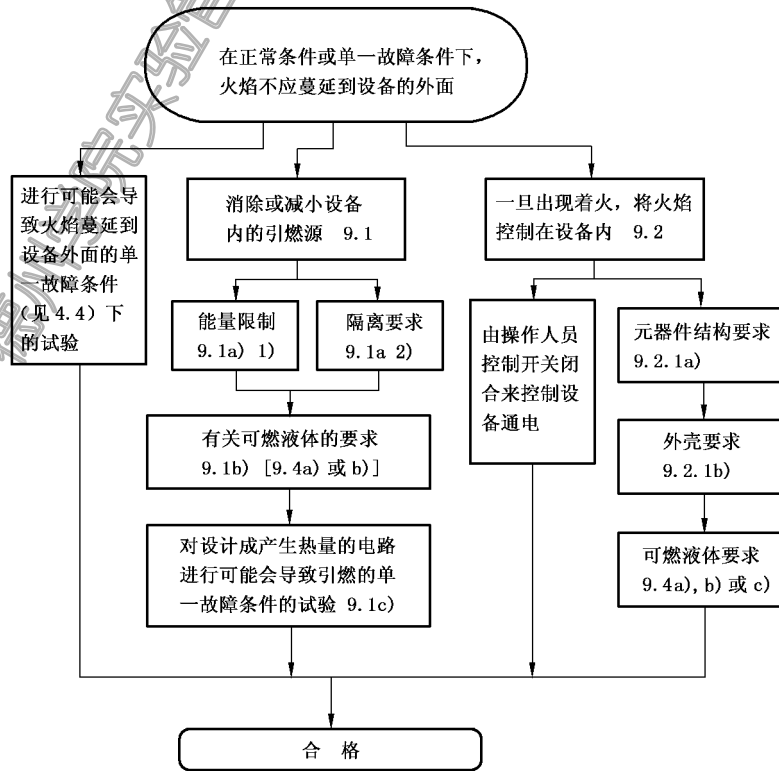 在正常条件或单一故障条件下，
火焰不应蔓延到设备的外面
进行可能会导
致火焰蔓延到
设备外面的单
一故障条件
(见4.4) 下
的试验
消除或减小设备
内的引燃源 9.1
能量限制
9.1a) 1)
隔离要求
9.1a 2)
有关可燃液体的要求
9.1b) [9.4a) 或 b)]
对设计成产生热量的电路
进行可能会导致引燃的单
一故障条件的试验 9.1c)
一旦出现着火，将火焰
控制在设备内 9.2
由操作人员
控制开关闭
合来控制设
备通电
元器件结构要求
9.2.1a)
外壳要求
9.2.1b)
可燃液体要求
9.4a), b) 或 c)
合 格
州学院实验